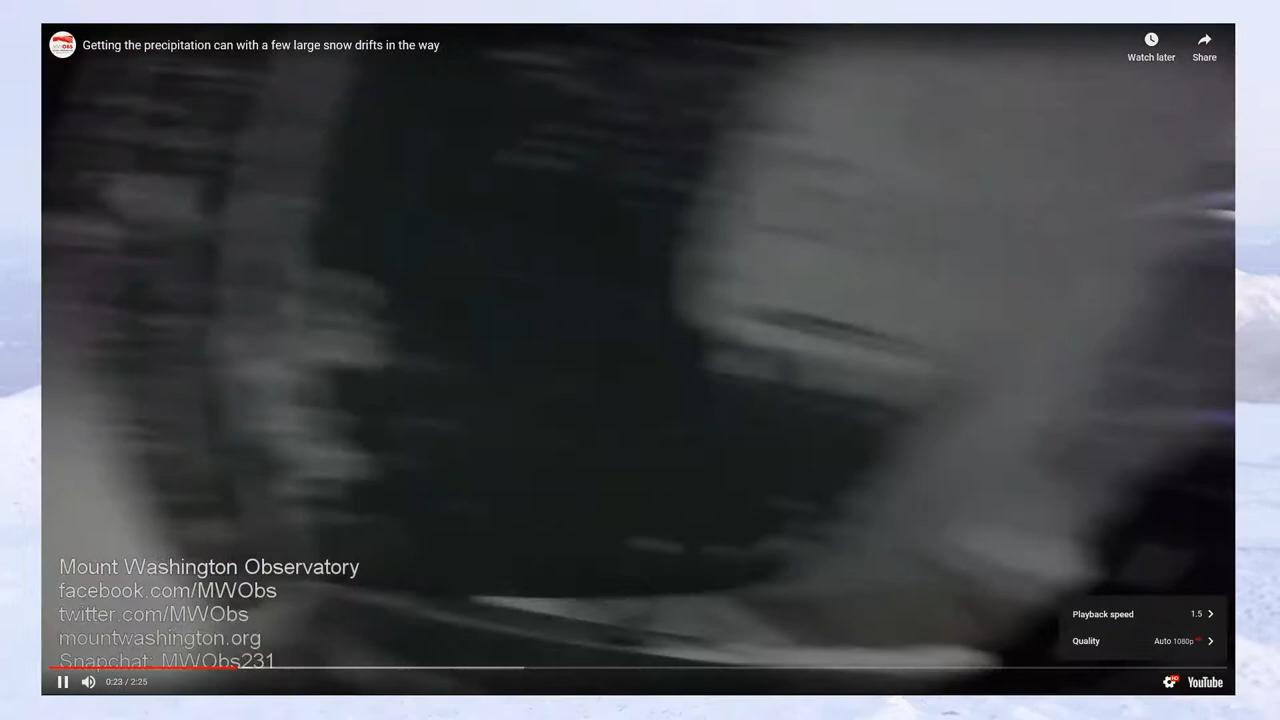 Getting the precipitation can with a few large snow drifts in the way
Watch later
Share
Mount Washington Observatory
facebook.com/MWObs
twitter.com/MWObs
mountwashington.org
Snapchat: MWObs231
Playback speed 1.5
Quality Auto 1080p HD
0:23 / 2:25
HD
YouTube